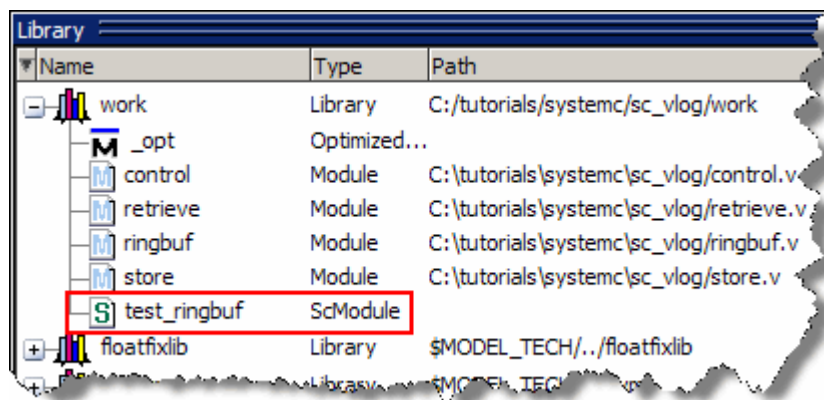 Library
Name Type Path
work Library C:/tutorials/systemc/sc_vlog/work
_opt Optimized...
control Module C:\tutorials\systemc\sc_vlog/control.v
retrieve Module C:\tutorials\systemc\sc_vlog/retrieve.v
ringbuf Module C:\tutorials\systemc\sc_vlog/ringbuf.v
store Module C:\tutorials\systemc\sc_vlog/store.v
test_ringbuf ScModule
floatfixlib Library $MODEL_TECH/../floatfixlib
Library